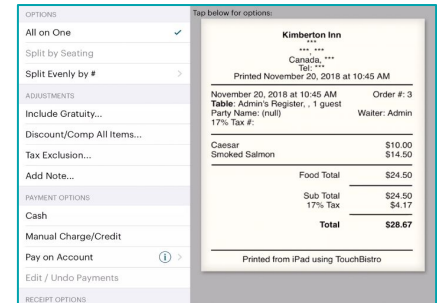 OPTIONS
All on One
Split by Seating
Split Evenly by #
ADJUSTMENTS
Include Gratuity...
Discount/Comp All Items...
Tax Exclusion...
Add Note...
PAYMENT OPTIONS
Cash
Manual Charge/Credit
Pay on Account
Edit / Undo Payments
RECEIPT OPTIONS
Tap below for options:
Kimberton Inn
***
***, ***
Canada, ***
Tel: ***
Printed November 20, 2018 at 10:45 AM
November 20, 2018 at 10:45 AM Order #: 3
Table: Admin's Register, , 1 guest
Party Name: (null) Waiter: Admin
17% Tax #:
Caesar $10.00
Smoked Salmon $14.50
Food Total $24.50
Sub Total $24.50
17% Tax $4.17
Total $28.67
Printed from iPad using TouchBistro